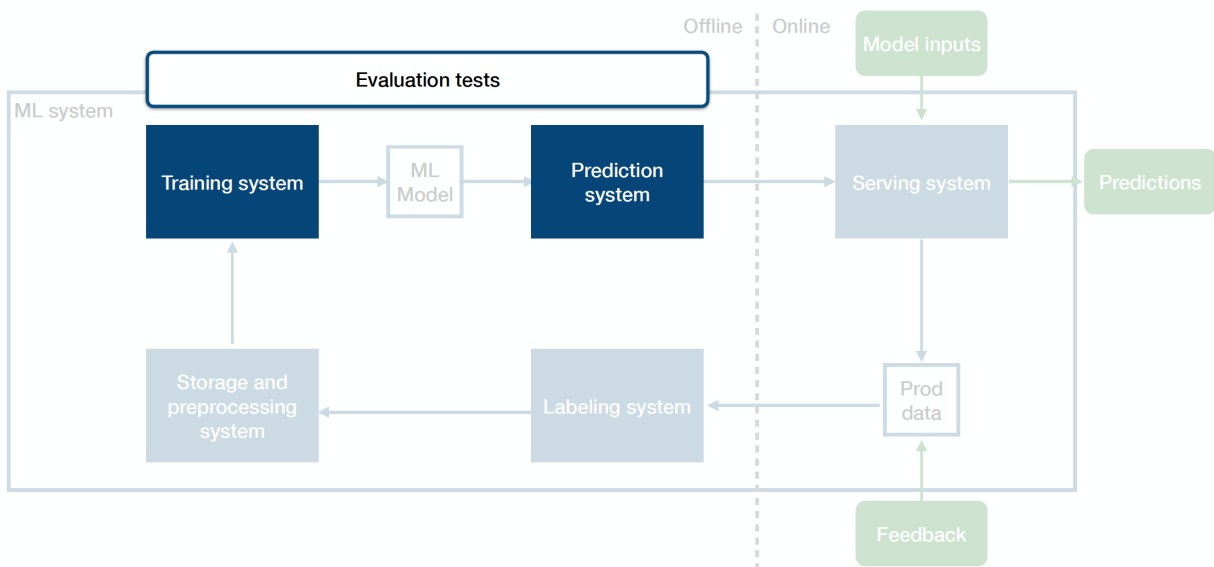 Offline
Online
Model inputs
Evaluation tests
ML system
Training system
ML
Model
Prediction
system
Serving system
Predictions
Storage and
preprocessing
system
Labeling system
Prod
data
Feedback